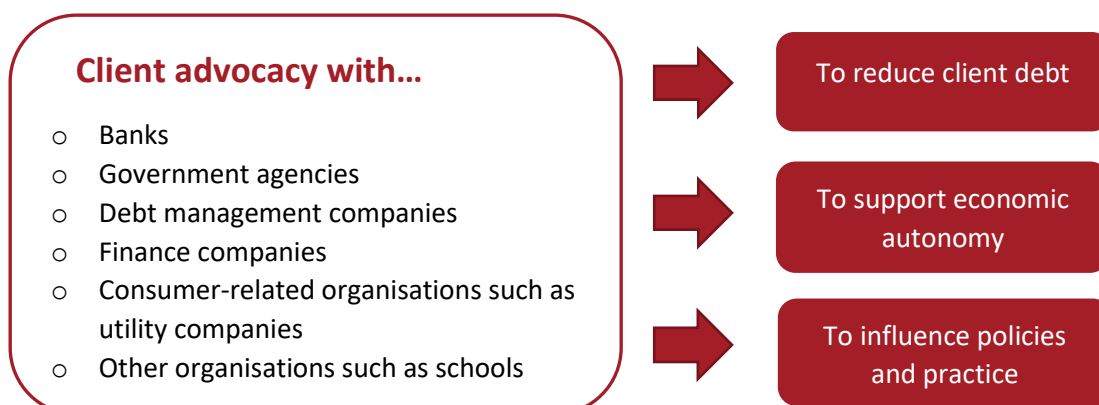 Client advocacy with…
o Banks
o Government agencies
o Debt management companies
o Finance companies
o Consumer-related organisations such as
utility companies
o Other organisations such as schools
To reduce client debt
To support economic
autonomy
To influence policies
and practice